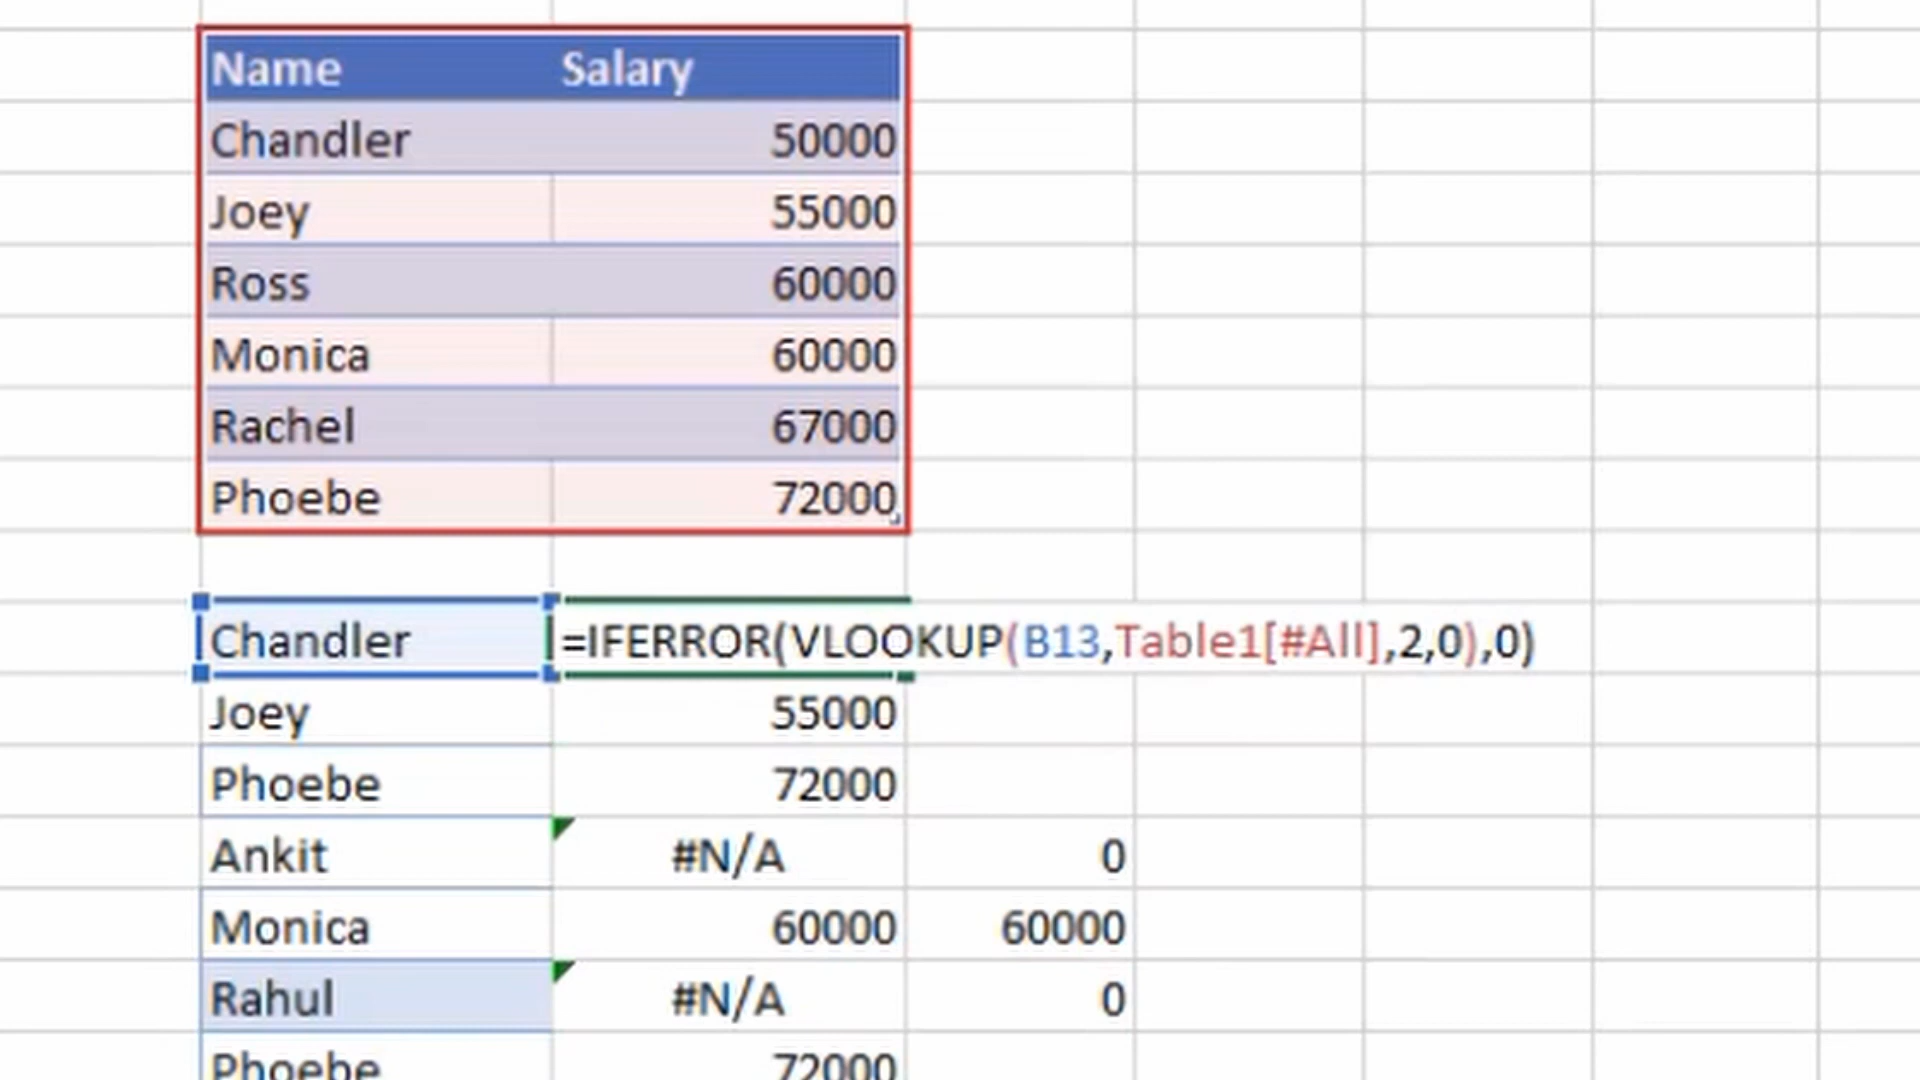 Name Salary
Chandler 50000
Joey 55000
Ross 60000
Monica 60000
Rachel 67000
Phoebe 72000
Chandler =IFERROR(VLOOKUP(B13,Table1[#All],2,0),0)
Joey 55000
Phoebe 72000
Ankit #N/A 0
Monica 60000 60000
Rahul #N/A 0
Phoebe 72000